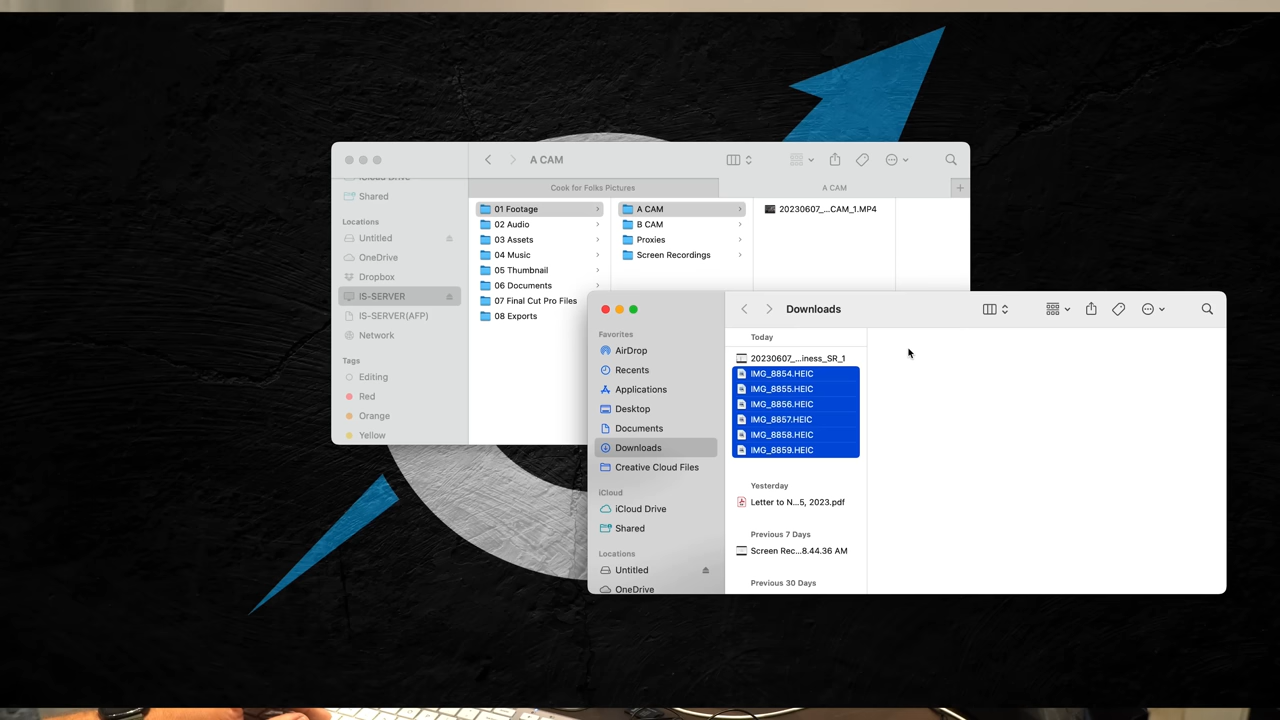 A CAM
Cook for Folks Pictures
A CAM
Shared
Locations
Untitled
OneDrive
Dropbox
IS-SERVER
IS-SERVER(AFP)
Network
Tags
Editing
Red
Orange
Yellow
01 Footage
02 Audio
03 Assets
04 Music
05 Thumbnail
06 Documents
07 Final Cut Pro Files
08 Exports
A CAM
B CAM
Proxies
Screen Recordings
20230607_...CAM_1.MP4
Downloads
Favorites
AirDrop
Recents
Applications
Desktop
Documents
Downloads
Creative Cloud Files
iCloud
iCloud Drive
Shared
Locations
Untitled
OneDrive
Today
20230607_...iness_SR_1
IMG_8854.HEIC
IMG_8855.HEIC
IMG_8856.HEIC
IMG_8857.HEIC
IMG_8858.HEIC
IMG_8859.HEIC
Yesterday
Letter to N...5, 2023.pdf
Previous 7 Days
Screen Rec...8.44.36 AM
Previous 30 Days